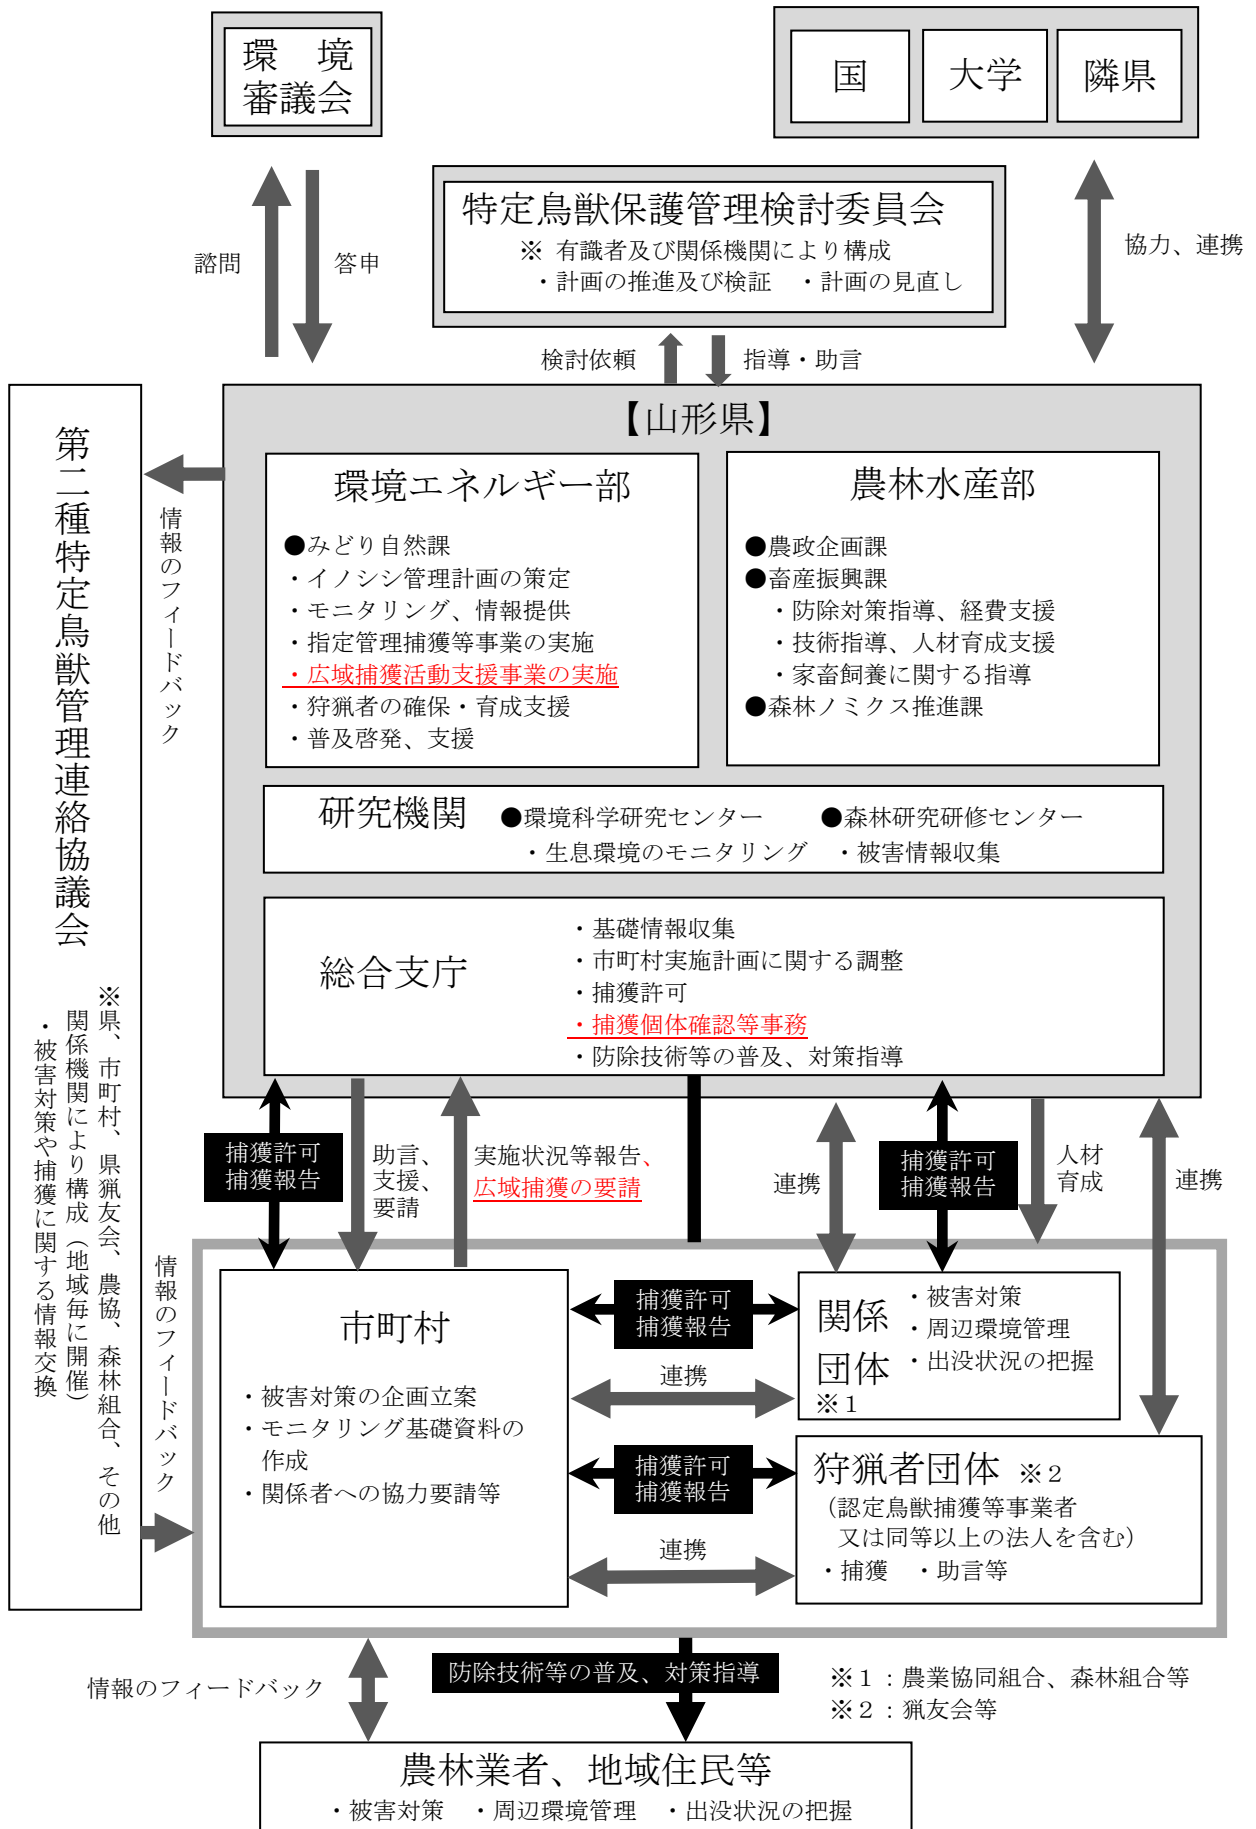 環　境
審議会
国
大学
隣県
特定鳥獣保護管理検討委員会
※ 有識者及び関係機関により構成
・計画の推進及び検証　・計画の見直し
諮問
答申
協力、連携
検討依頼
指導・助言
【山形県】
環境エネルギー部
●みどり自然課
・イノシシ管理計画の策定
・モニタリング、情報提供
・指定管理捕獲等事業の実施
・広域捕獲活動支援事業の実施
・狩猟者の確保・育成支援
・普及啓発、支援
農林水産部
●農政企画課
●畜産振興課
・防除対策指導、経費支援
・技術指導、人材育成支援
・家畜飼養に関する指導
●森林ノミクス推進課
研究機関
●環境科学研究センター
●森林研究研修センター
・生息環境のモニタリング　・被害情報収集
総合支庁
・基礎情報収集
・市町村実施計画に関する調整
・捕獲許可
・捕獲個体確認等事務
・防除技術等の普及、対策指導
第二種特定鳥獣管理連絡協議会
※県、市町村、県猟友会、農協、森林組合、その他
関係機関により構成（地域毎に開催）
・被害対策や捕獲に関する情報交換
情報のフィードバック
情報のフィードバック
捕獲許可
捕獲報告
助言、
支援、
要請
実施状況等報告、
広域捕獲の要請
連携
捕獲許可
捕獲報告
人材
育成
連携
市町村
・被害対策の企画立案
・モニタリング基礎資料の
作成
・関係者への協力要請等
捕獲許可
捕獲報告
連携
捕獲許可
捕獲報告
連携
関係
団体
※１
・被害対策
・周辺環境管理
・出没状況の把握
狩猟者団体 ※２
（認定鳥獣捕獲等事業者
又は同等以上の法人を含む）
・捕獲　・助言等
情報のフィードバック
防除技術等の普及、対策指導
※１：農業協同組合、森林組合等
※２：猟友会等
農林業者、地域住民等
・被害対策　・周辺環境管理　・出没状況の把握